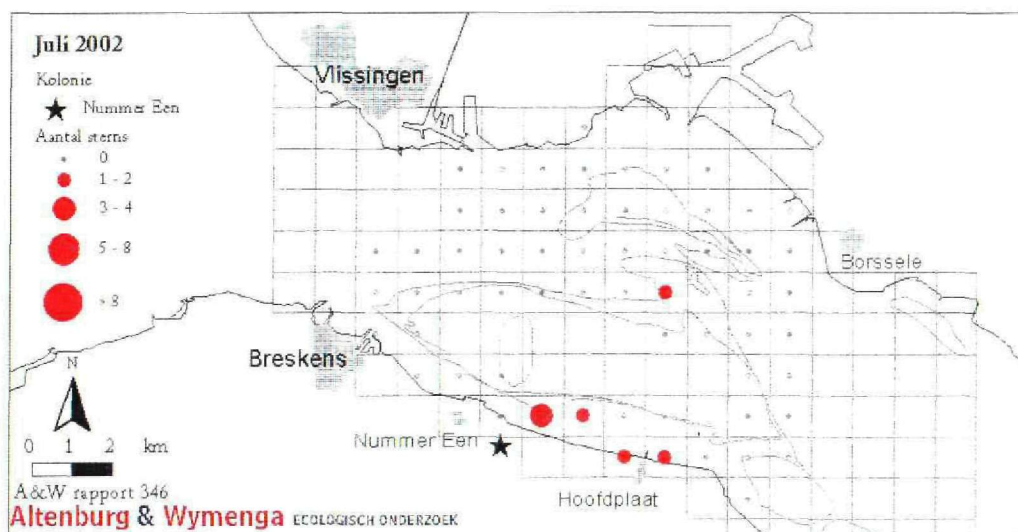 Juli 2002
Kolonie
Nummer Een
Aantal sterns
0
1 - 2
3 - 4
5 - 8
> 8
N
0 1 2 km
A&W rapport 346
Altenburg & Wymenga ECOLOGISCH ONDERZOEK
Vlissingen
Borssele
Breskens
Nummer Een
Hoofdplaat